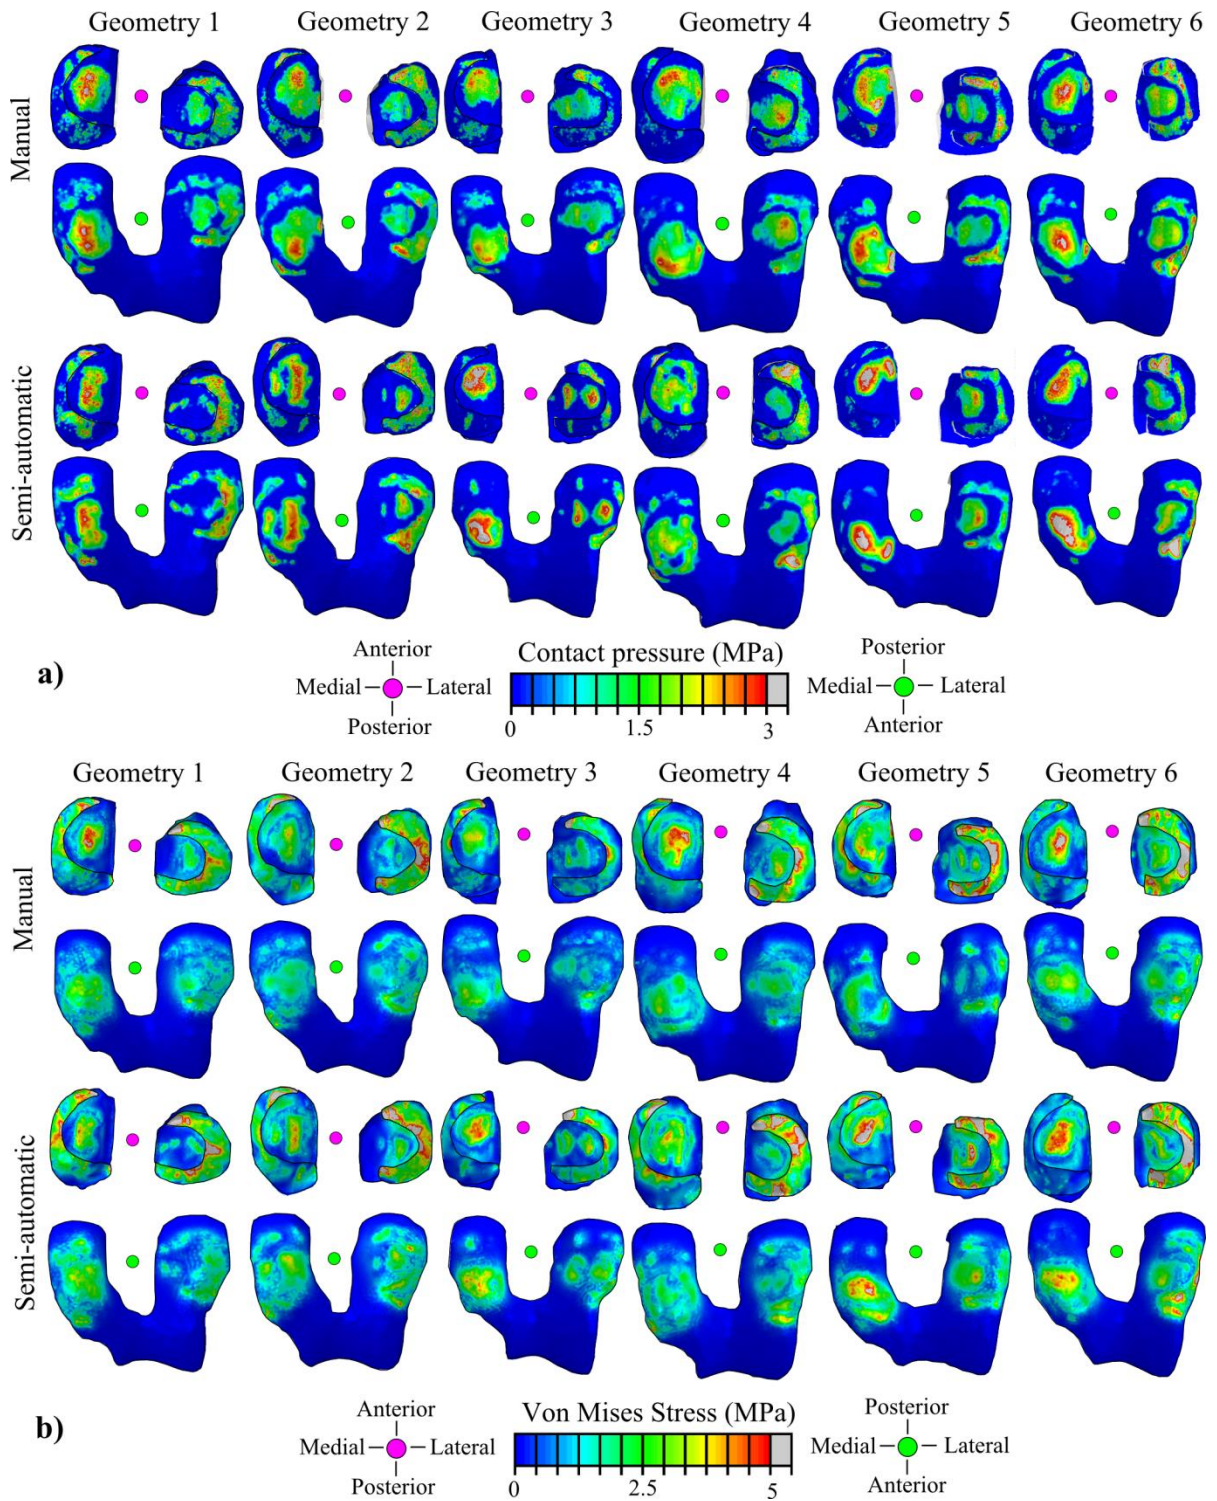 Geometry 1 Geometry 2 Geometry 3 Geometry 4 Geometry 5 Geometry 6
Manual
Semi-automatic
a)
Anterior
Medial Lateral
Posterior
Contact pressure (MPa)
0 1.5 3
Posterior
Medial Lateral
Anterior
Geometry 1 Geometry 2 Geometry 3 Geometry 4 Geometry 5 Geometry 6
Manual
Semi-automatic
b)
Anterior
Medial Lateral
Posterior
Von Mises Stress (MPa)
0 2.5 5
Posterior
Medial Lateral
Anterior